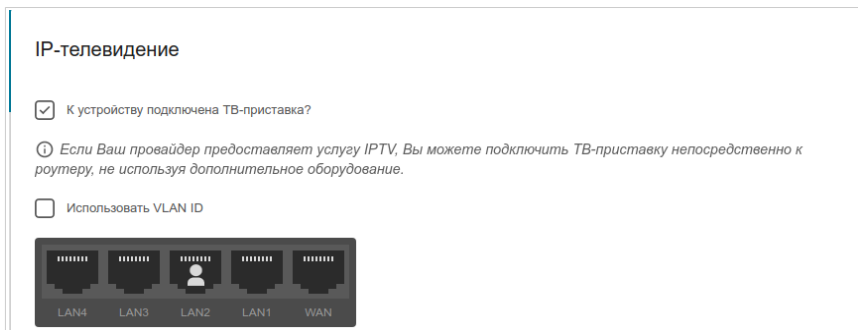 IP-телевидение
К устройству подключена ТВ-приставка?
Если Ваш провайдер предоставляет услугу IPTV, Вы можете подключить ТВ-приставку непосредственно к
роутеру, не используя дополнительное оборудование.
Использовать VLAN ID
LAN4 LAN3 LAN2 LAN1 WAN